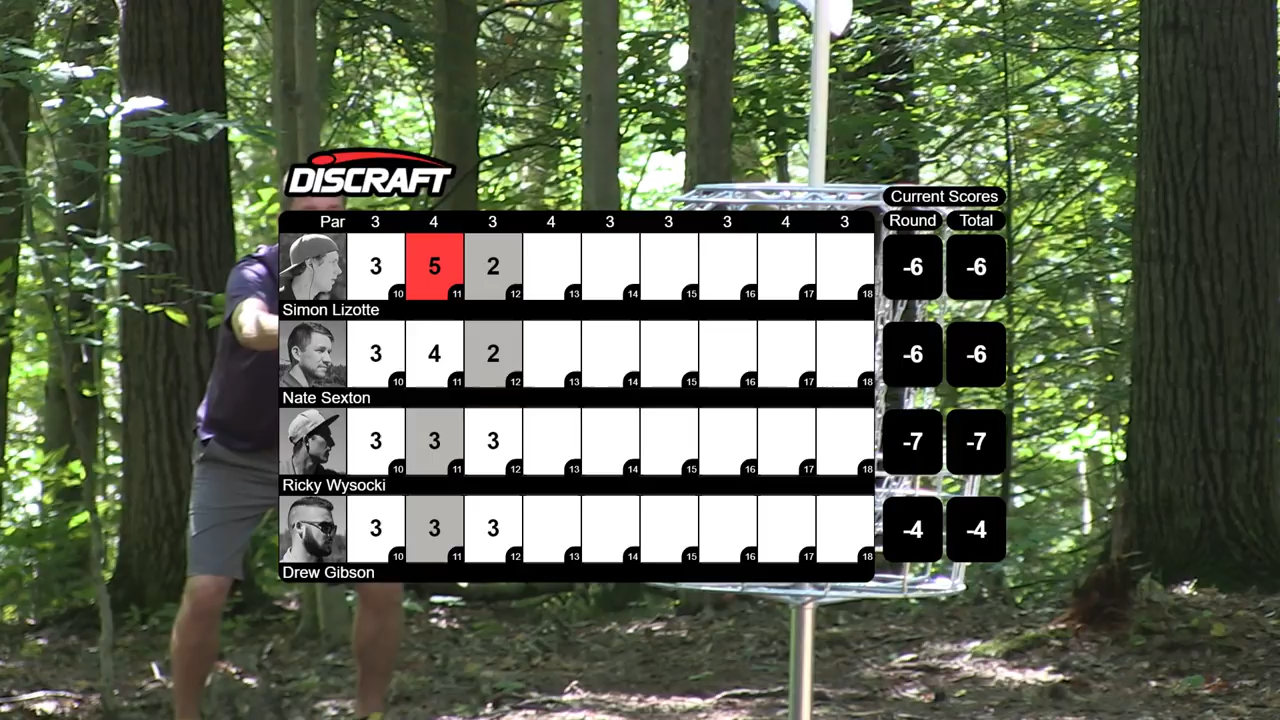 DISCRAFT
Current Scores
Par 3 4 3 4 3 3 3 4 3 Round Total
3 5 2 -6 -6
10 11 12 13 14 15 16 17 18
Simon Lizotte
3 4 2 -6 -6
10 11 12 13 14 15 16 17 18
Nate Sexton
3 3 3 -7 -7
10 11 12 13 14 15 16 17 18
Ricky Wysocki
3 3 3 -4 -4
10 11 12 13 14 15 16 17 18
Drew Gibson